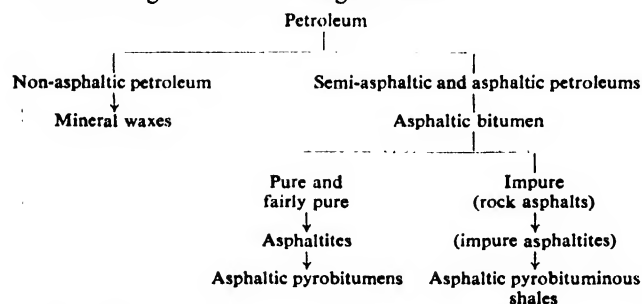 Petroleum
Non-asphaltic petroleum
Semi-asphaltic and asphaltic petroleums
Mineral waxes
Asphaltic bitumen
Pure and
fairly pure
Impure
(rock asphalts)
Asphaltites
(impure asphaltites)
Asphaltic pyrobitumens
Asphaltic pyrobituminous
shales